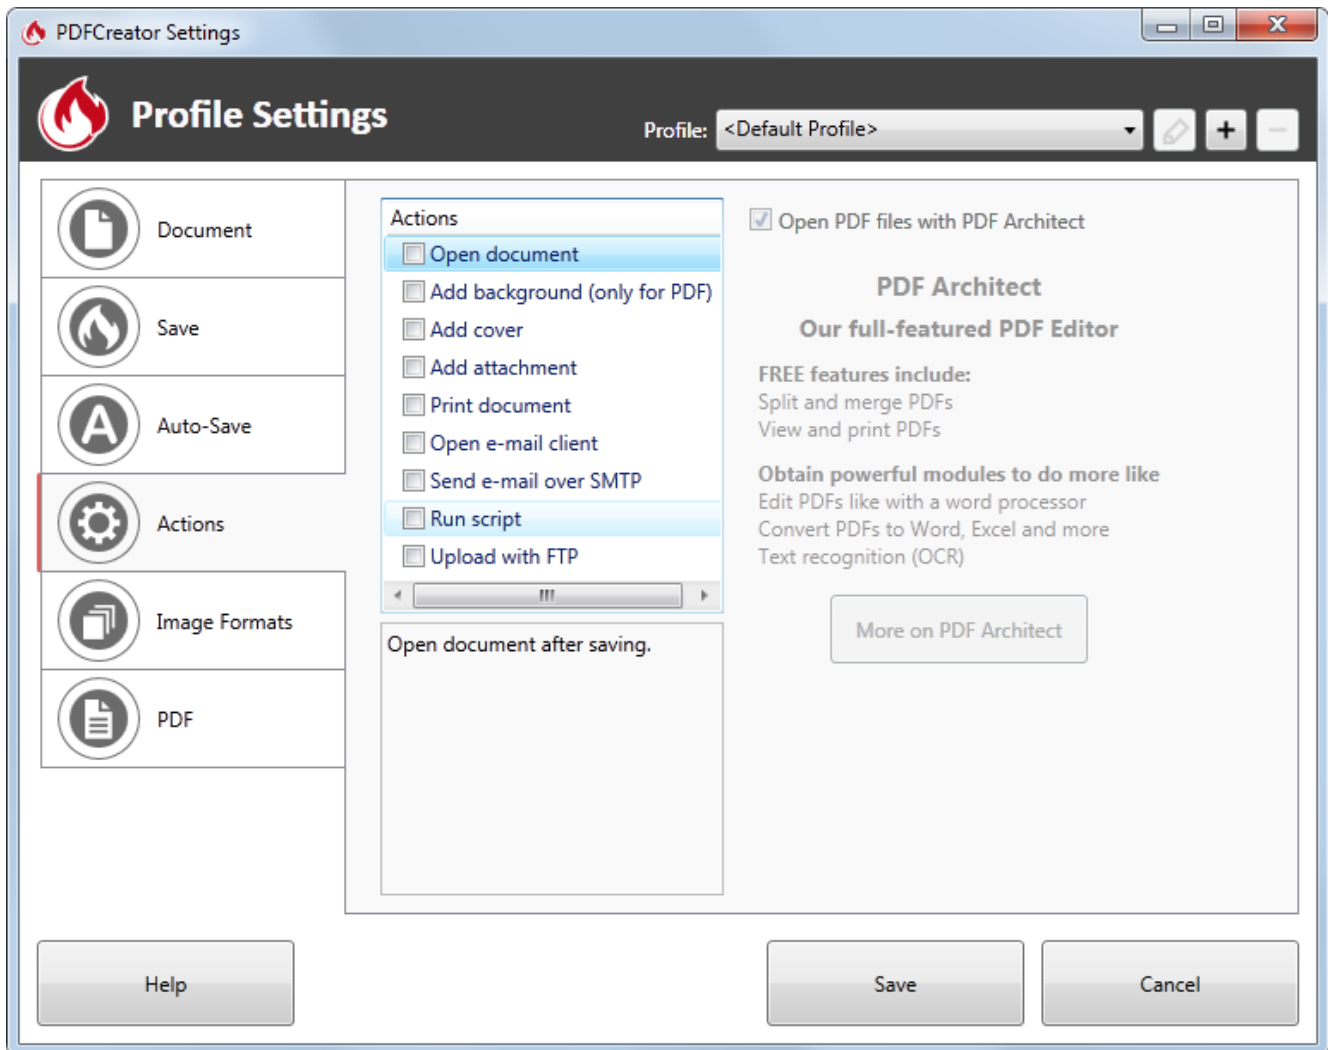 PDFCreator Settings
Profile Settings
Profile: <Default Profile>
Document
Save
Auto-Save
Actions
Image Formats
PDF
Actions
Open document
Add background (only for PDF)
Add cover
Add attachment
Print document
Open e-mail client
Send e-mail over SMTP
Run script
Upload with FTP
Open document after saving.
Open PDF files with PDF Architect
PDF Architect
Our full-featured PDF Editor
FREE features include:
Split and merge PDFs
View and print PDFs
Obtain powerful modules to do more like
Edit PDFs like with a word processor
Convert PDFs to Word, Excel and more
Text recognition (OCR)
More on PDF Architect
Help
Save
Cancel